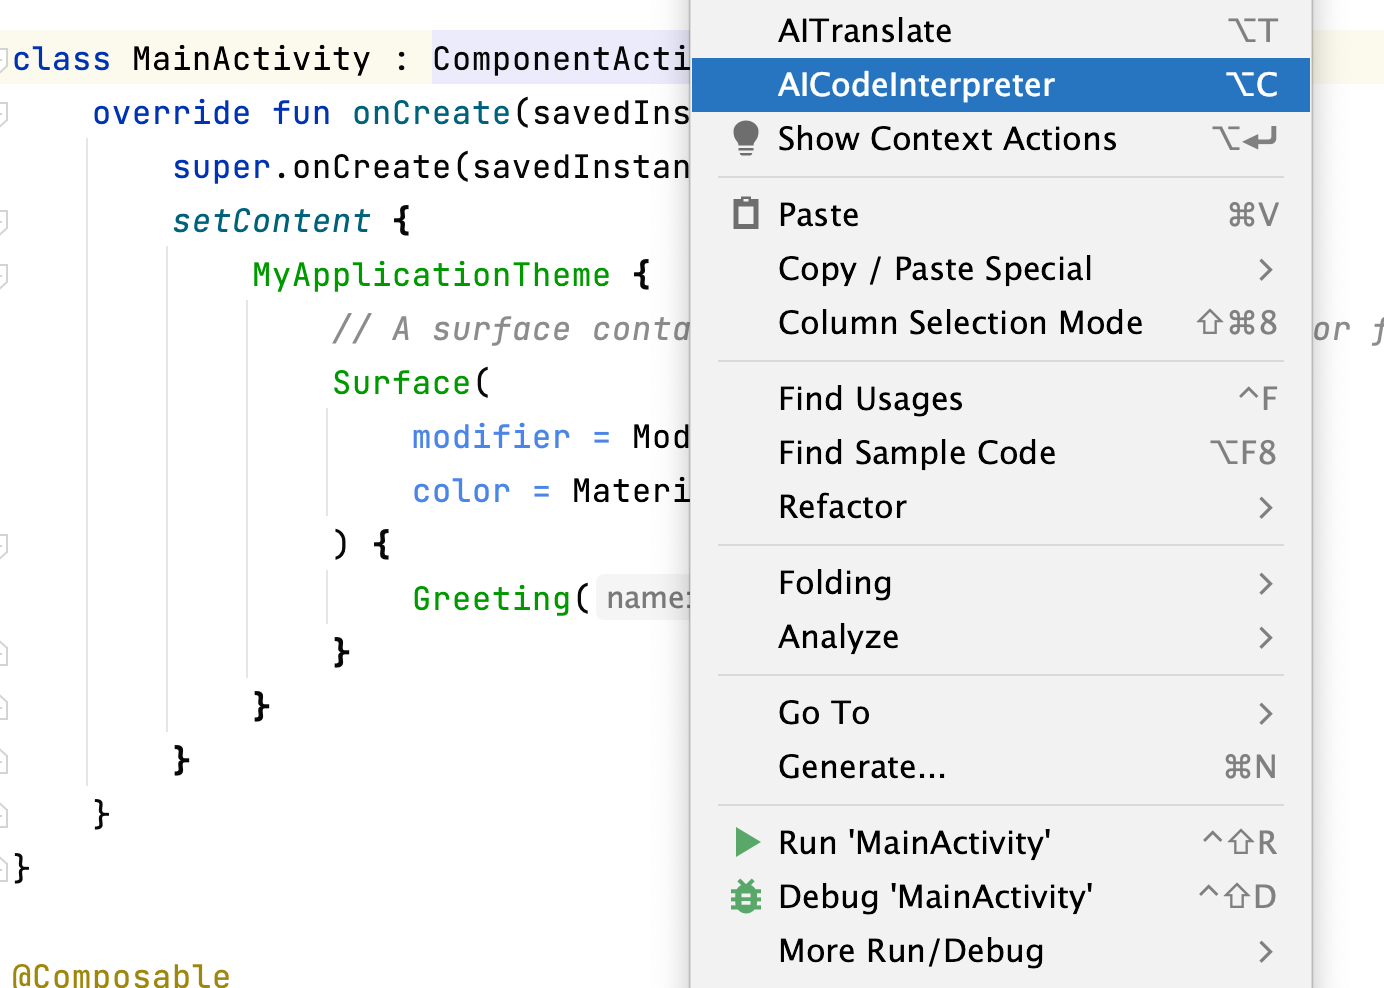 class MainActivity : ComponentActi
override fun onCreate(savedIns
super.onCreate(savedInstan
setContent {
MyApplicationTheme {
// A surface conta
or f
Surface(
modifier = Mod
color = Materi
) {
Greeting( name:
}
}
}
}
}
@Composable
AITranslate ⌥T
AICodeInterpreter ⌥C
Show Context Actions ⌥↩
Paste ⌘V
Copy / Paste Special >
Column Selection Mode ⇧⌘8
Find Usages ^F
Find Sample Code ⌥F8
Refactor >
Folding >
Analyze >
Go To >
Generate... ⌘N
Run 'MainActivity' ^⇧R
Debug 'MainActivity' ^⇧D
More Run/Debug >